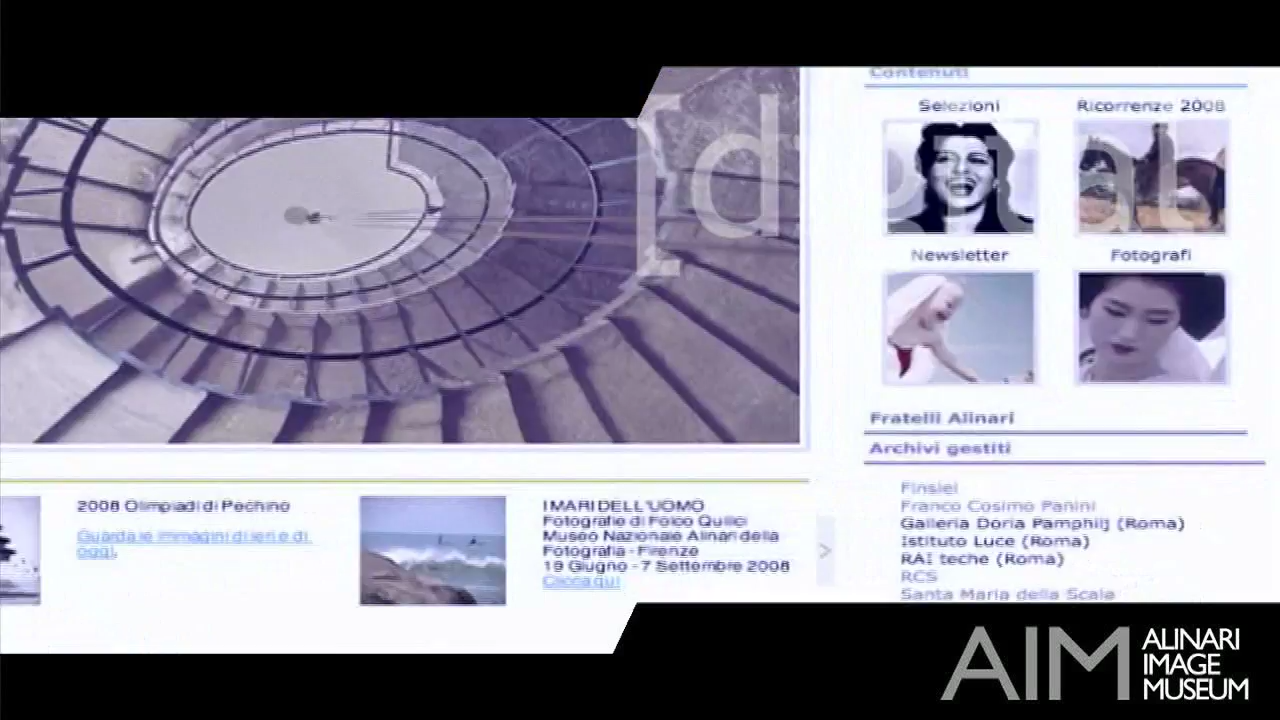 Contenuti
Selezioni
Ricorrenze 2008
[digital
Newsletter
Fotografi
Fratelli Alinari
Archivi gestiti
Finsiel
Franco Cosimo Panini
Galleria Doria Pamphilj (Roma)
Istituto Luce (Roma)
RAI teche (Roma)
RCS
Santa Maria della Scala
2008 Olimpiadi di Pechino
Guarda le immagini di ieri e di
oggi.
I MARI DELL'UOMO
Fotografie di Folco Quilici
Museo Nazionale Alinari della
Fotografia - Firenze
19 Giugno - 7 Settembre 2008
Clicca qui
AIM
ALINARI
IMAGE
MUSEUM